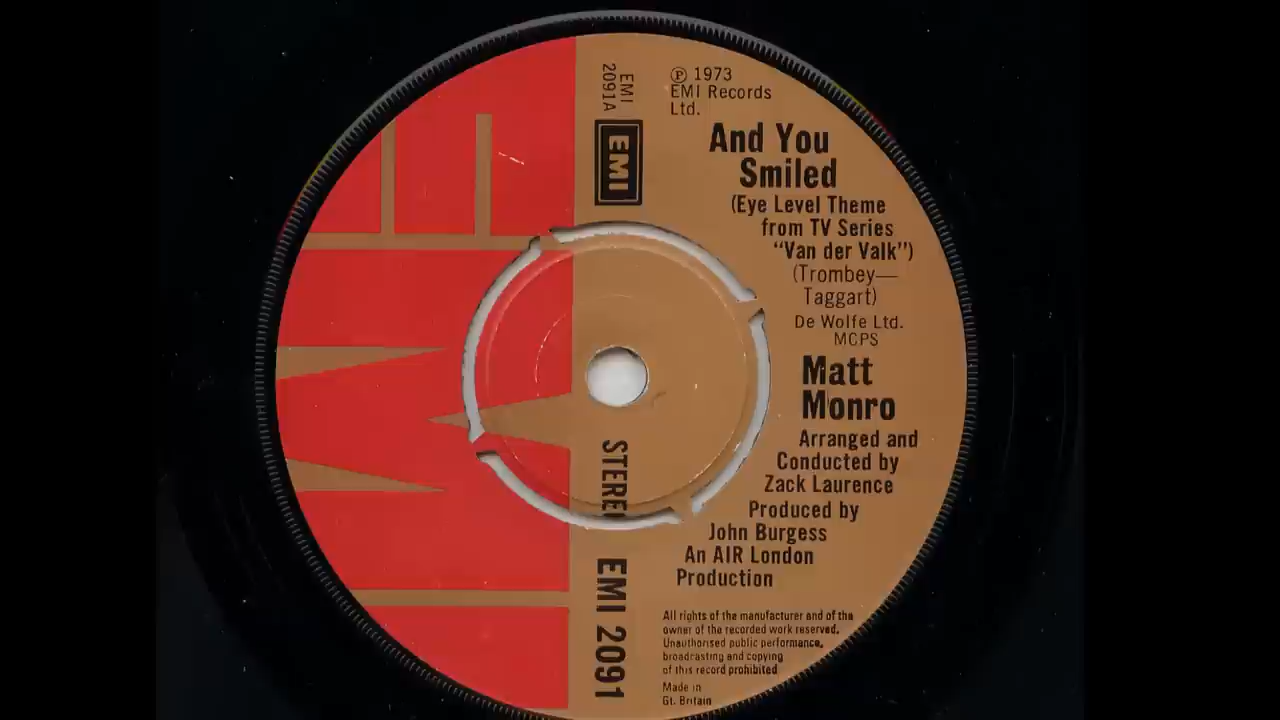 EMI
2091A
EMI
℗ 1973
EMI Records
Ltd.
And You
Smiled
(Eye Level Theme
from TV Series
“Van der Valk”)
(Trombey—
Taggart)
De Wolfe Ltd.
MCPS
Matt
Monro
Arranged and
Conducted by
Zack Laurence
Produced by
John Burgess
An AIR London
Production
STEREO
EMI 2091
All rights of the manufacturer and of the
owner of the recorded work reserved.
Unauthorised public performance,
broadcasting and copying
of this record prohibited
Made in
Gt. Britain
EMI